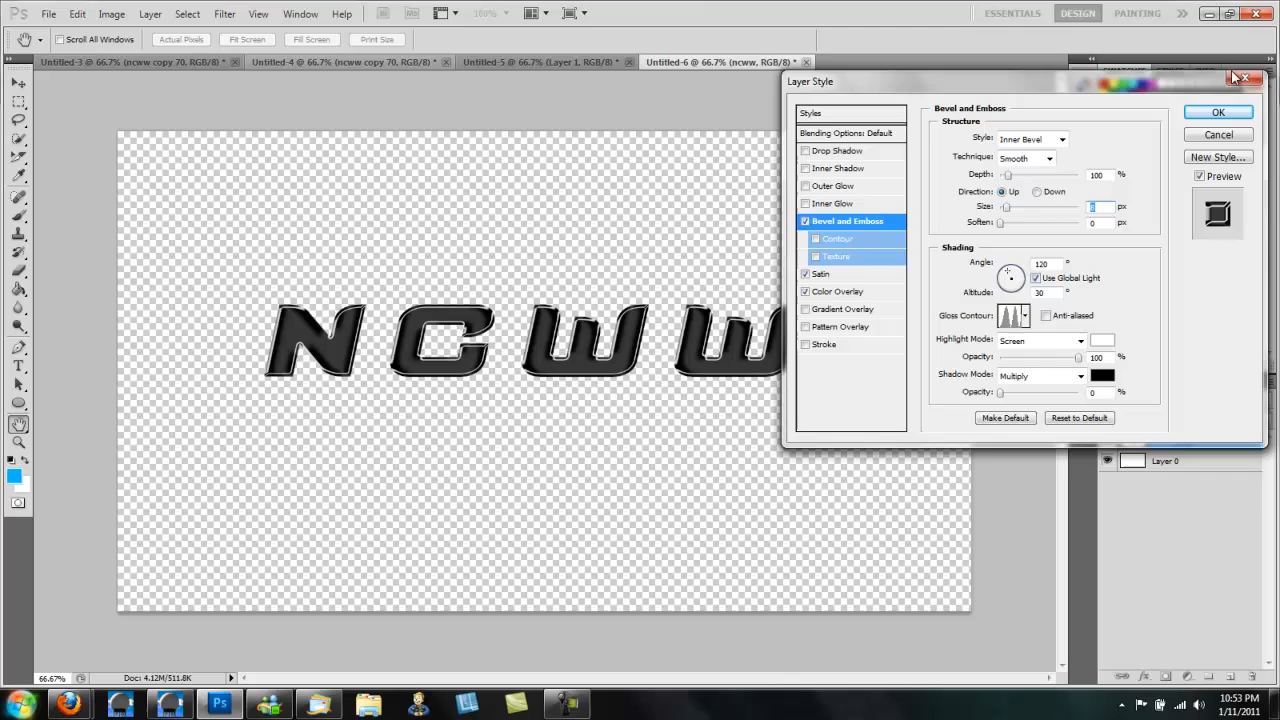 Ps File Edit Image Layer Select Filter View Window Help Br Mb 100% ESSENTIALS DESIGN PAINTING
Scroll All Windows Actual Pixels Fit Screen Fill Screen Print Size
Untitled-3 @ 66.7% (ncww copy 70, RGB/8) * Untitled-4 @ 66.7% (ncww copy 70, RGB/8) * Untitled-5 @ 66.7% (Layer 1, RGB/8) * Untitled-6 @ 66.7% (ncww, RGB/8) *
Layer Style
Styles
Blending Options: Default
Drop Shadow
Inner Shadow
Outer Glow
Inner Glow
Bevel and Emboss
Contour
Texture
Satin
Color Overlay
Gradient Overlay
Pattern Overlay
Stroke
Bevel and Emboss
Structure
Style: Inner Bevel
Technique: Smooth
Depth: 100 %
Direction: Up Down
Size: px
Soften: 0 px
Shading
Angle: 120 °
Use Global Light
Altitude: 30 °
Gloss Contour: Anti-aliased
Highlight Mode: Screen
Opacity: 100 %
Shadow Mode: Multiply
Opacity: 0 %
Make Default Reset to Default
OK
Cancel
New Style...
Preview
NCWW
Layer 0
66.67% Doc: 4.12M/511.8K
Ps
10:53 PM
1/11/2011